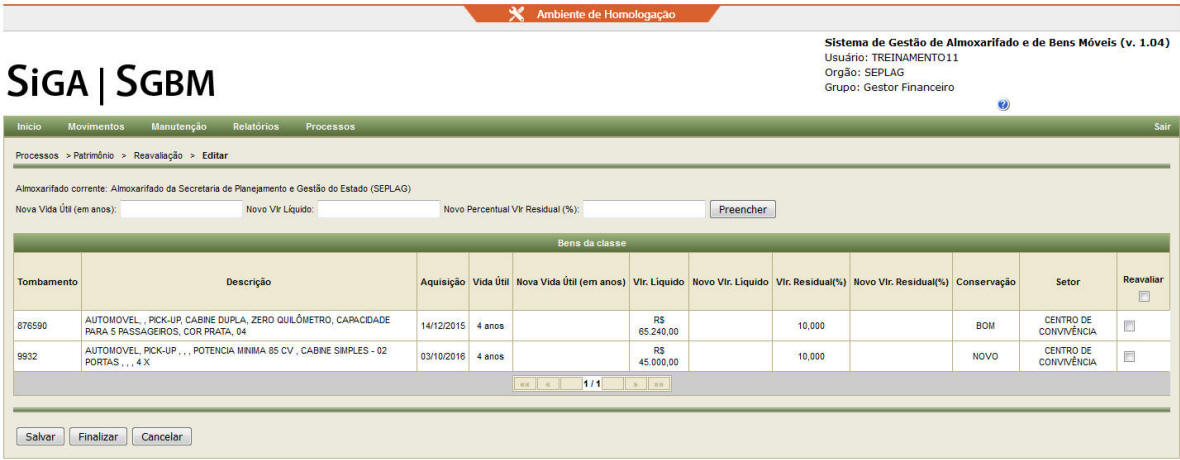 Ambiente de Homologação
Sistema de Gestão de Almoxarifado e de Bens Móveis (v. 1.04)
Usuário: TREINAMENTO11
Orgão: SEPLAG
Grupo: Gestor Financeiro
SIGA | SGBM
?
Início Movimentos Manutenção Relatórios Processos Sair
Processos > Patrimônio > Reavaliação > Editar
Almoxarifado corrente: Almoxarifado da Secretaria de Planejamento e Gestão do Estado (SEPLAG)
Nova Vida Útil (em anos): Novo Vlr Líquido: Novo Percentual Vlr Residual (%): Preencher
Bens da classe
Tombamento Descrição Aquisição Vida Útil Nova Vida Útil (em anos) Vlr. Líquido Novo Vlr. Líquido Vlr. Residual(%) Novo Vlr. Residual(%) Conservação Setor Reavaliar
876590 AUTOMOVEL, , PICK-UP, CABINE DUPLA, ZERO QUILÔMETRO, CAPACIDADE 14/12/2015 4 anos R$ 10,000 BOM CENTRO DE
PARA 5 PASSAGEIROS, COR PRATA, 04 65.240,00 CONVIVÊNCIA
9932 AUTOMOVEL, PICK-UP , , , POTENCIA MINIMA 85 CV , CABINE SIMPLES - 02 03/10/2016 4 anos R$ 10,000 NOVO CENTRO DE
PORTAS , , , 4 X 45.000,00 CONVIVÊNCIA
«« « 1 / 1 » »»
Salvar Finalizar Cancelar